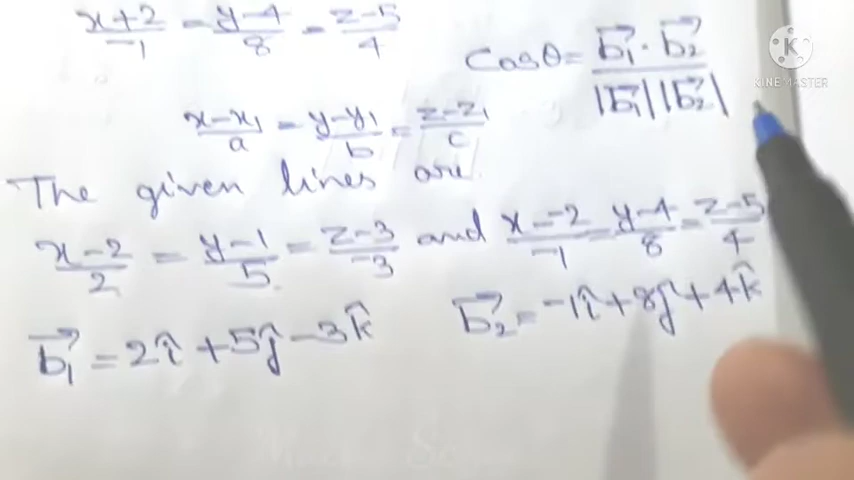 x+2/-1 = y-4/8 = z-5/4
Cosθ = b₁⃗ · b₂⃗ / |b₁⃗| |b₂⃗|
x-x₁/a = y-y₁/b = z-z₁/c
The given lines are
x-2/2 = y-1/5 = z-3/-3 and x--2/-1 = y-4/8 = z-5/4
b₁⃗ = 2î + 5ĵ - 3k̂
b₂⃗ = -1î + 8ĵ + 4k̂
K
KINEMASTER